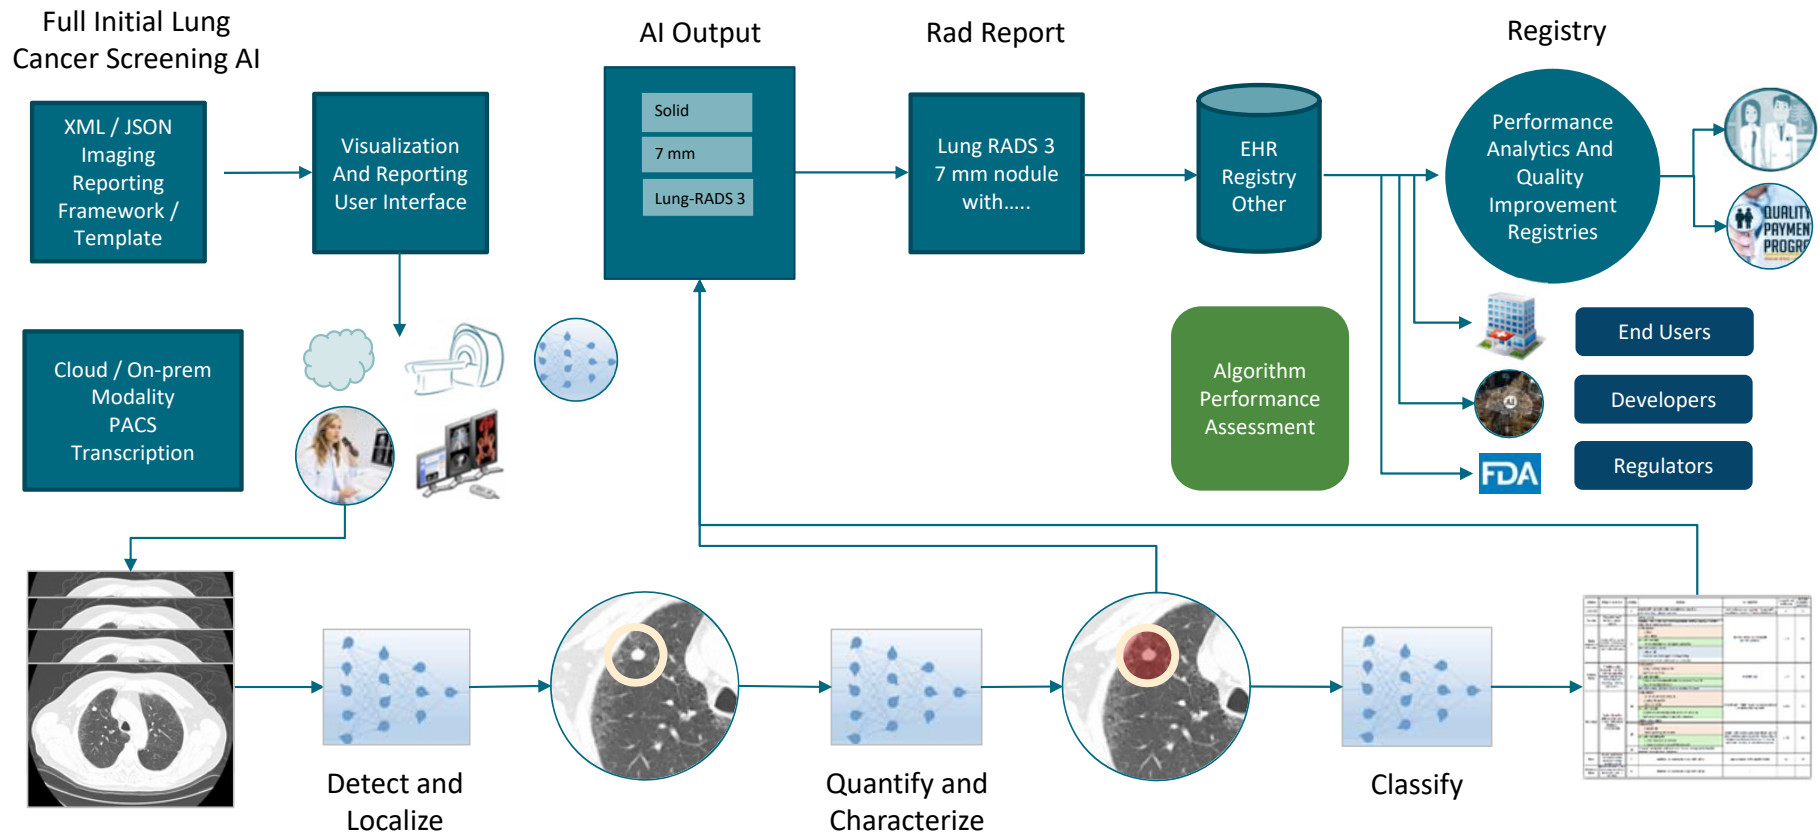 Full Initial Lung
Cancer Screening AI
AI Output
Rad Report
Registry
XML / JSON
Imaging
Reporting
Framework /
Template
Visualization
And Reporting
User Interface
Solid
7 mm
Lung-RADS 3
Lung RADS 3
7 mm nodule
with.....
EHR
Registry
Other
Performance
Analytics And
Quality
Improvement
Registries
QUALITY
PAYMENT
PROGR
Cloud / On-prem
Modality
PACS
Transcription
Algorithm
Performance
Assessment
End Users
AI
Developers
FDA
Regulators
Detect and
Localize
Quantify and
Characterize
Classify